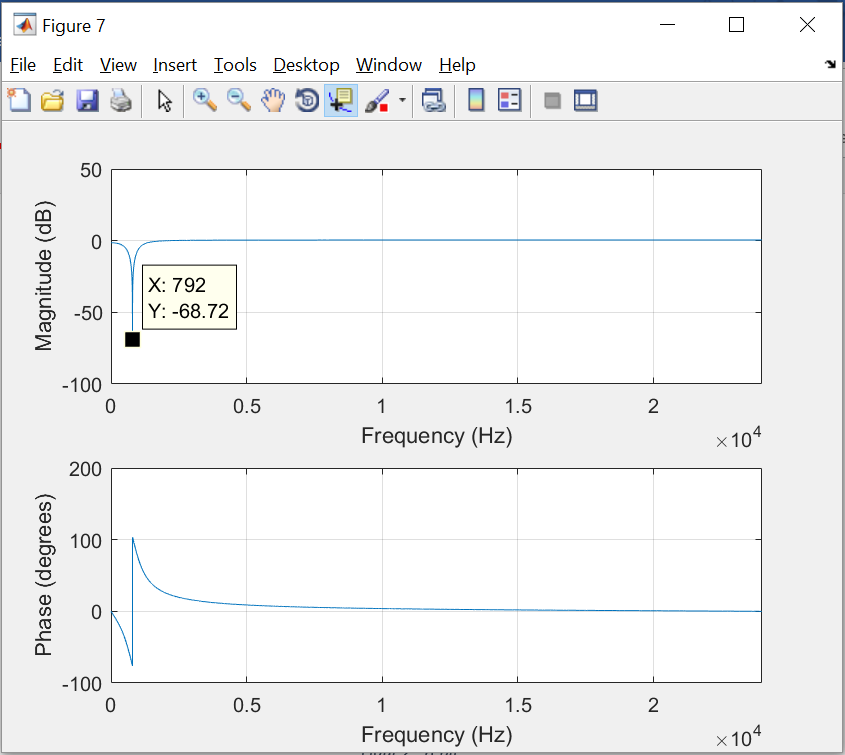 Figure 7
File Edit View Insert Tools Desktop Window Help
50
0
-50
-100
Magnitude (dB)
X: 792
Y: -68.72
0 0.5 1 1.5 2
Frequency (Hz)
×10^4
200
100
0
-100
Phase (degrees)
0 0.5 1 1.5 2
Frequency (Hz)
×10^4